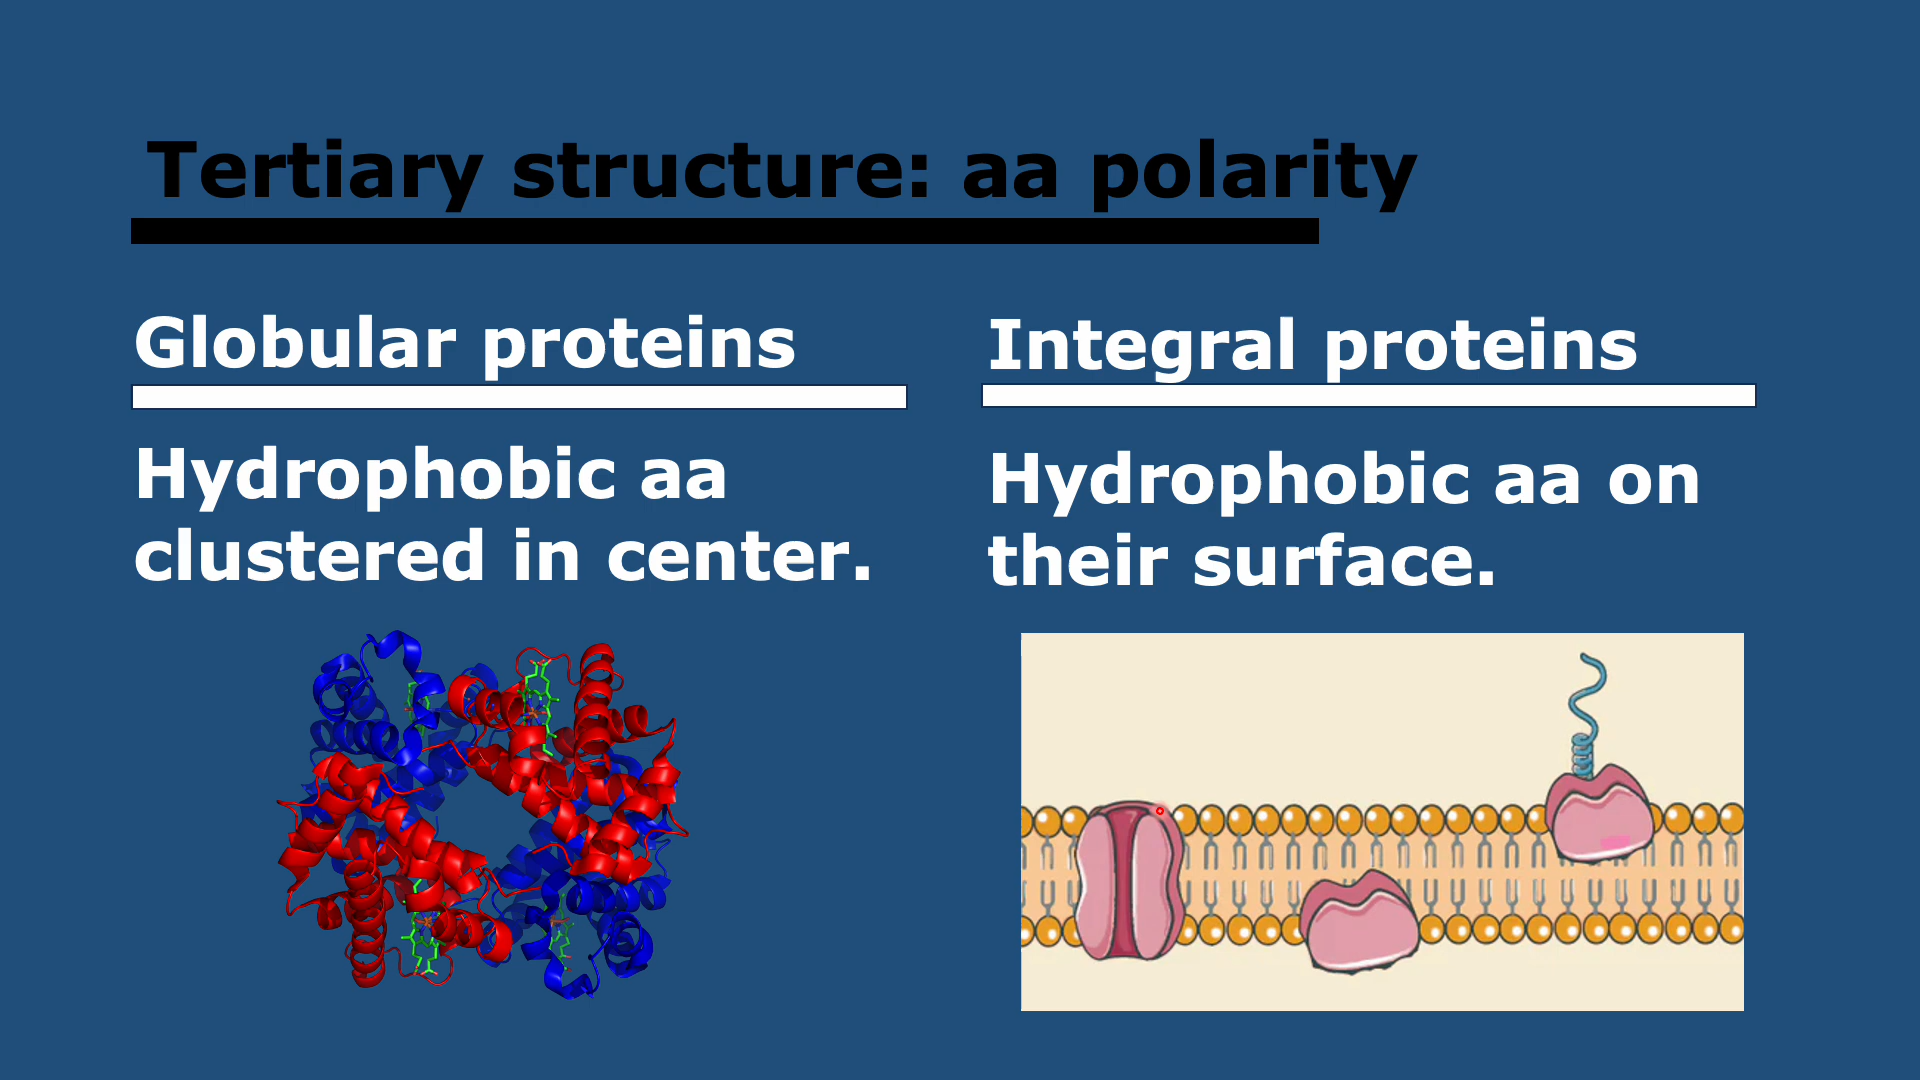 Tertiary structure: aa polarity
Globular proteins
Hydrophobic aa
clustered in center.
Integral proteins
Hydrophobic aa on
their surface.